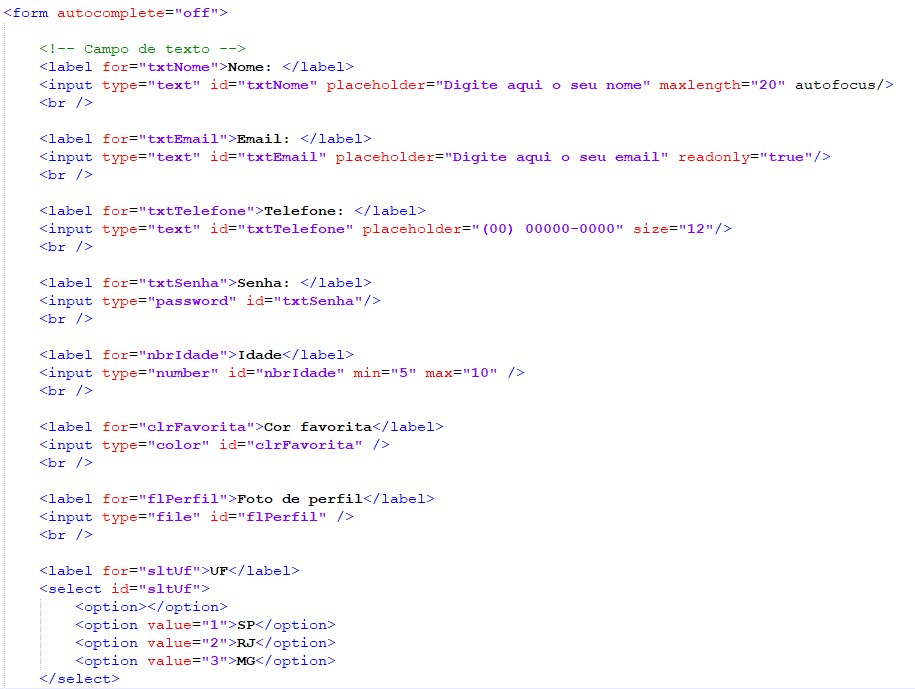 <form autocomplete="off">
<!-- Campo de texto -->
<label for="txtNome">Nome: </label>
<input type="text" id="txtNome" placeholder="Digite aqui o seu nome" maxlength="20" autofocus/>
<br />
<label for="txtEmail">Email: </label>
<input type="text" id="txtEmail" placeholder="Digite aqui o seu email" readonly="true"/>
<br />
<label for="txtTelefone">Telefone: </label>
<input type="text" id="txtTelefone" placeholder="(00) 00000-0000" size="12"/>
<br />
<label for="txtSenha">Senha: </label>
<input type="password" id="txtSenha"/>
<br />
<label for="nbrIdade">Idade</label>
<input type="number" id="nbrIdade" min="5" max="10" />
<br />
<label for="clrFavorita">Cor favorita</label>
<input type="color" id="clrFavorita" />
<br />
<label for="flPerfil">Foto de perfil</label>
<input type="file" id="flPerfil" />
<br />
<label for="sltUf">UF</label>
<select id="sltUf">
<option></option>
<option value="1">SP</option>
<option value="2">RJ</option>
<option value="3">MG</option>
</select>